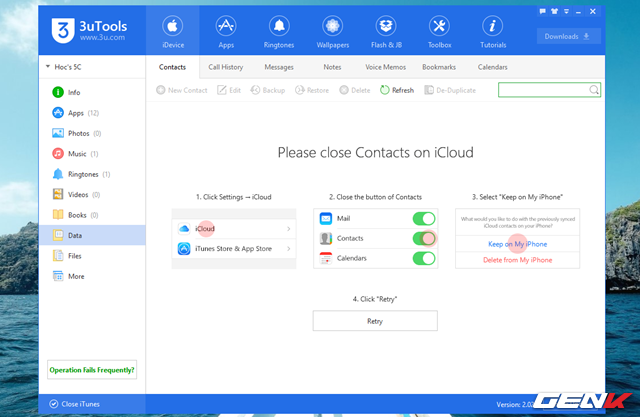 3uTools
www.3u.com
iDevice
Apps
Ringtones
Wallpapers
Flash & JB
Toolbox
Tutorials
Downloads
Hoc's 5C
Contacts
Call History
Messages
Notes
Voice Memos
Bookmarks
Calendars
New Contact
Edit
Backup
Restore
Delete
Refresh
De-Duplicate
Info
Apps (12)
Photos (0)
Music (1)
Ringtones (1)
Videos (0)
Books (0)
Data
Files
More
Please close Contacts on iCloud
1. Click Settings → iCloud
iCloud
iTunes Store & App Store
2. Close the button of Contacts
Mail
Contacts
Calendars
3. Select "Keep on My iPhone"
What would you like to do with the previously synced
iCloud contacts on your iPhone?
Keep on My iPhone
Delete from My iPhone
4. Click "Retry"
Retry
Operation Fails Frequently?
Close iTunes
GENK